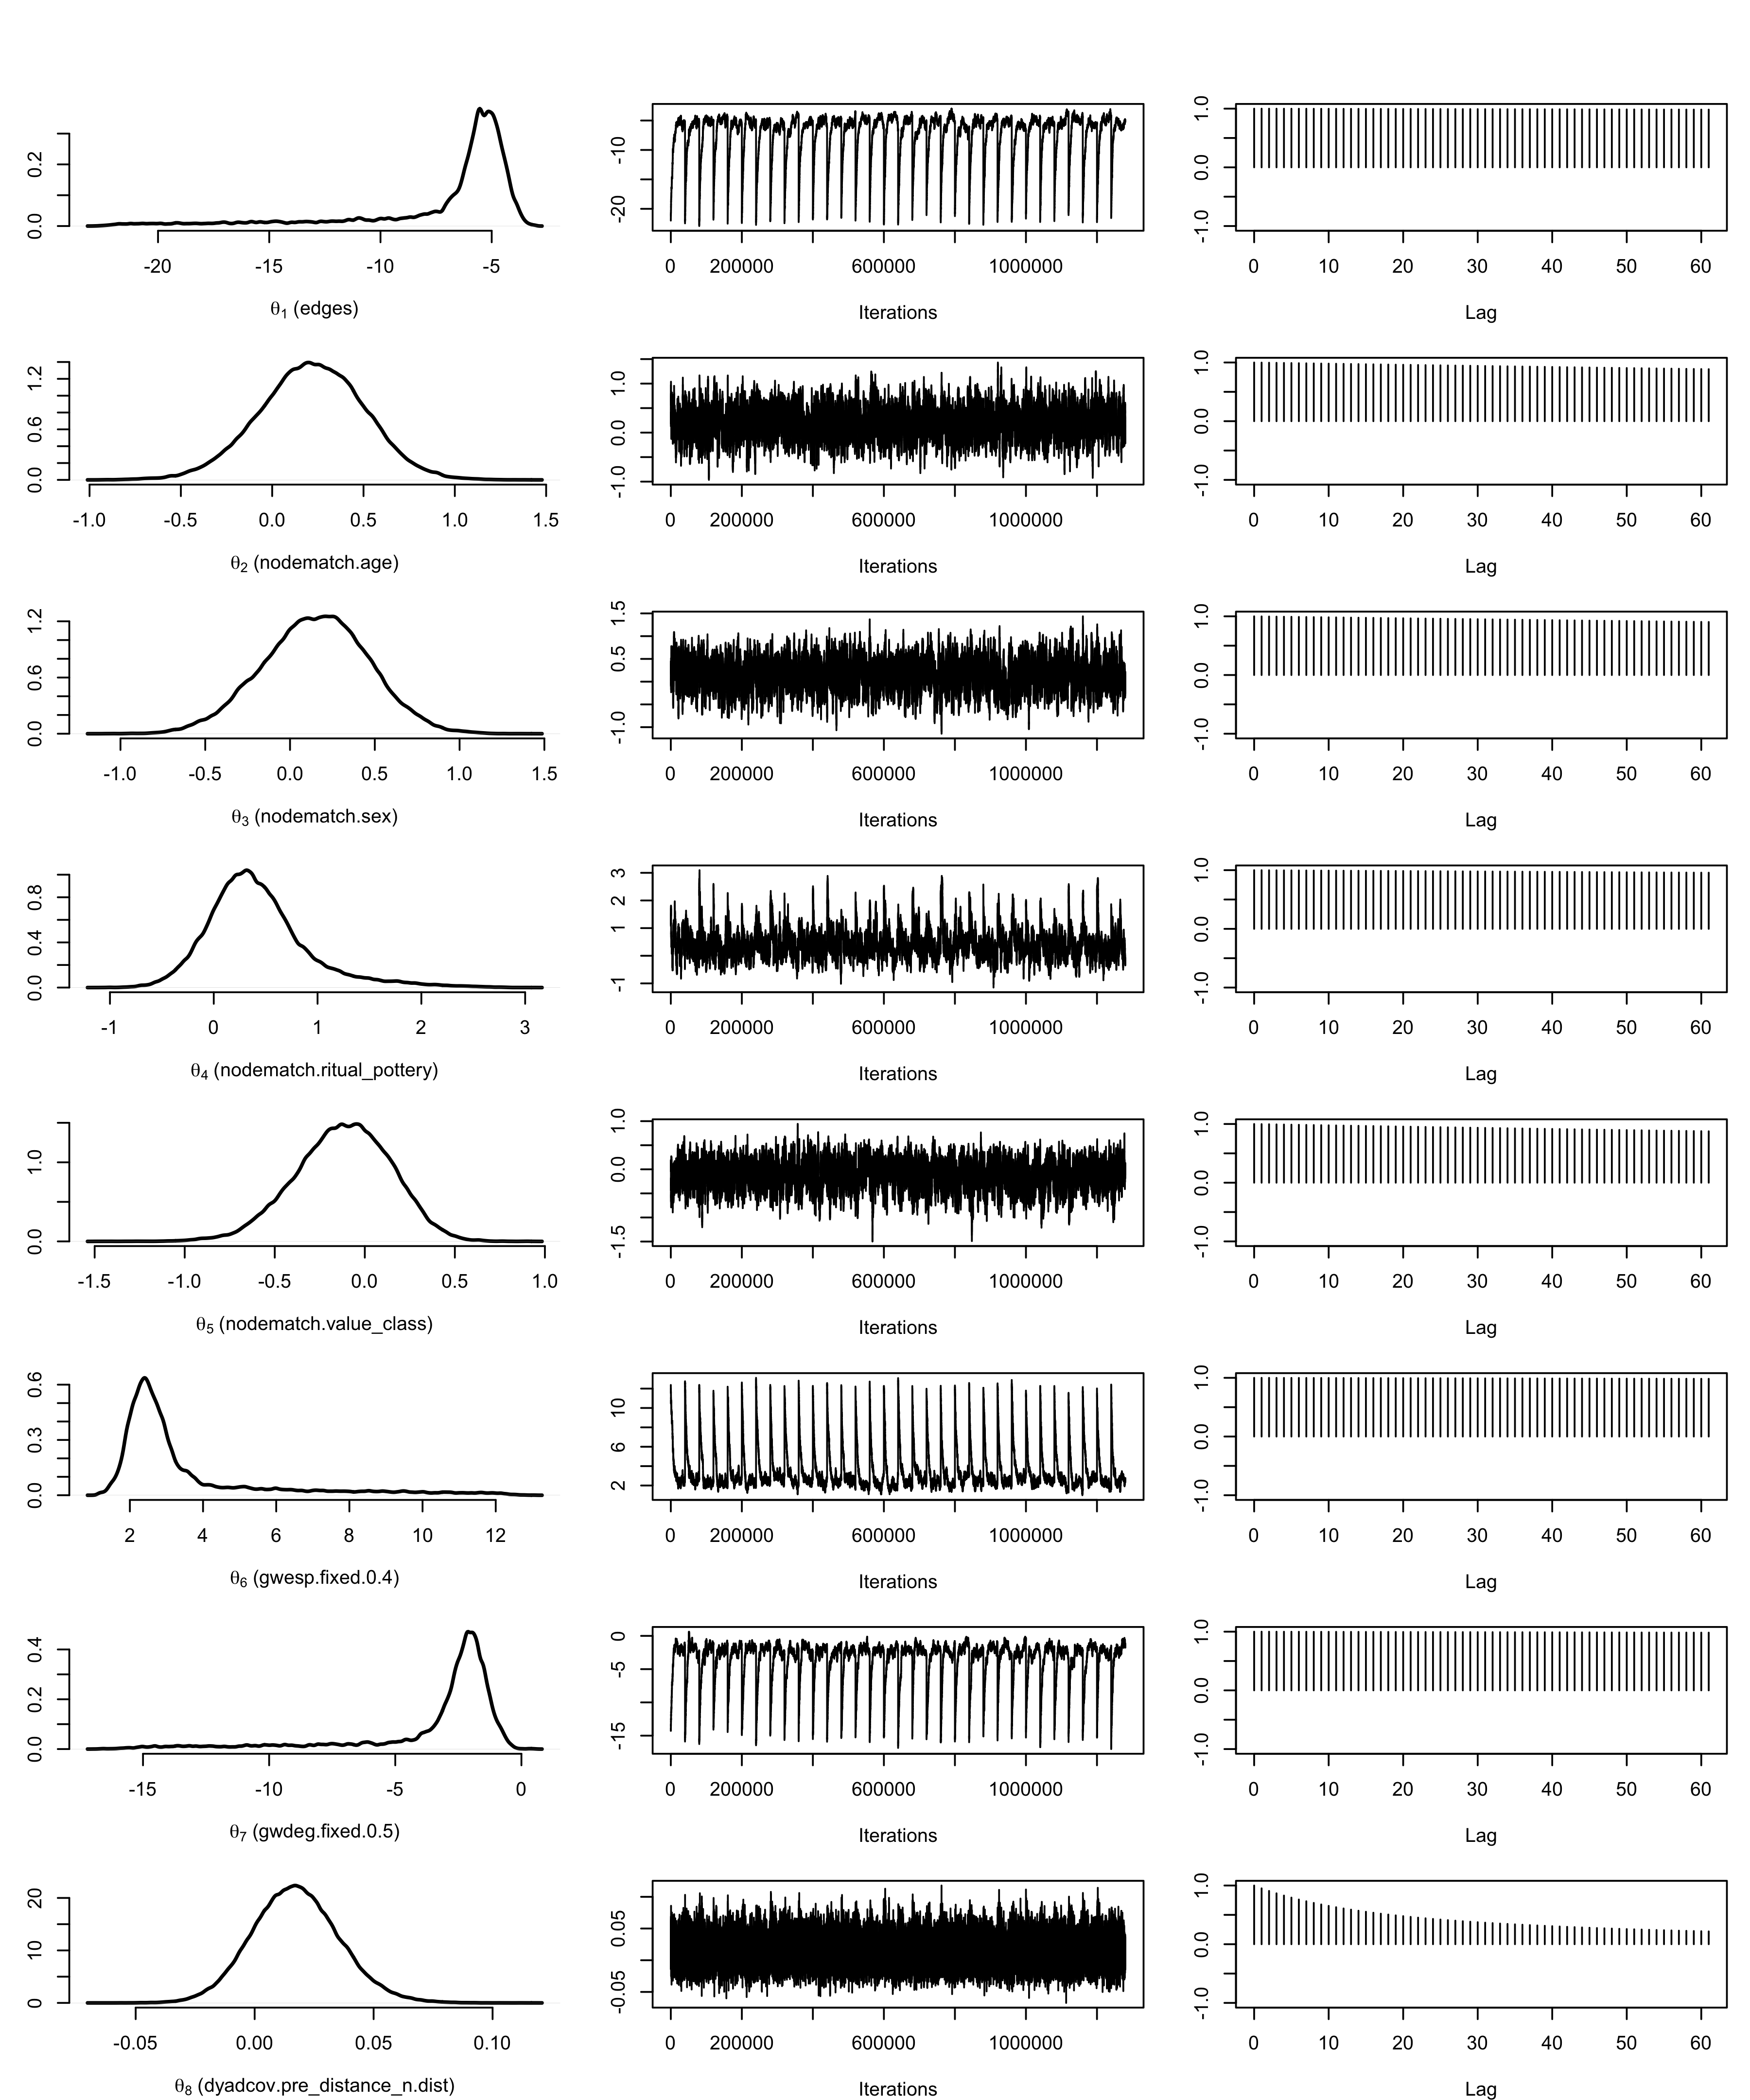 0.0 0.2
-20 -15 -10 -5
θ1 (edges)
-20 -10
0 200000 600000 1000000
Iterations
-1.0 0.0 1.0
0 10 20 30 40 50 60
Lag
0.0 0.6 1.2
-1.0 -0.5 0.0 0.5 1.0 1.5
θ2 (nodematch.age)
-1.0 0.0 1.0
0 200000 600000 1000000
Iterations
-1.0 0.0 1.0
0 10 20 30 40 50 60
Lag
0.0 0.6 1.2
-1.0 -0.5 0.0 0.5 1.0 1.5
θ3 (nodematch.sex)
-1.0 0.5 1.5
0 200000 600000 1000000
Iterations
-1.0 0.0 1.0
0 10 20 30 40 50 60
Lag
0.0 0.4 0.8
-1 0 1 2 3
θ4 (nodematch.ritual_pottery)
-1 1 2 3
0 200000 600000 1000000
Iterations
-1.0 0.0 1.0
0 10 20 30 40 50 60
Lag
0.0 1.0
-1.5 -1.0 -0.5 0.0 0.5 1.0
θ5 (nodematch.value_class)
-1.5 0.0 1.0
0 200000 600000 1000000
Iterations
-1.0 0.0 1.0
0 10 20 30 40 50 60
Lag
0.0 0.3 0.6
2 4 6 8 10 12
θ6 (gwesp.fixed.0.4)
2 6 10
0 200000 600000 1000000
Iterations
-1.0 0.0 1.0
0 10 20 30 40 50 60
Lag
0.0 0.2 0.4
-15 -10 -5 0
θ7 (gwdeg.fixed.0.5)
-15 -5 0
0 200000 600000 1000000
Iterations
-1.0 0.0 1.0
0 10 20 30 40 50 60
Lag
0 10 20
-0.05 0.00 0.05 0.10
θ8 (dyadcov.pre_distance_n.dist)
-0.05 0.05
0 200000 600000 1000000
Iterations
-1.0 0.0 1.0
0 10 20 30 40 50 60
Lag